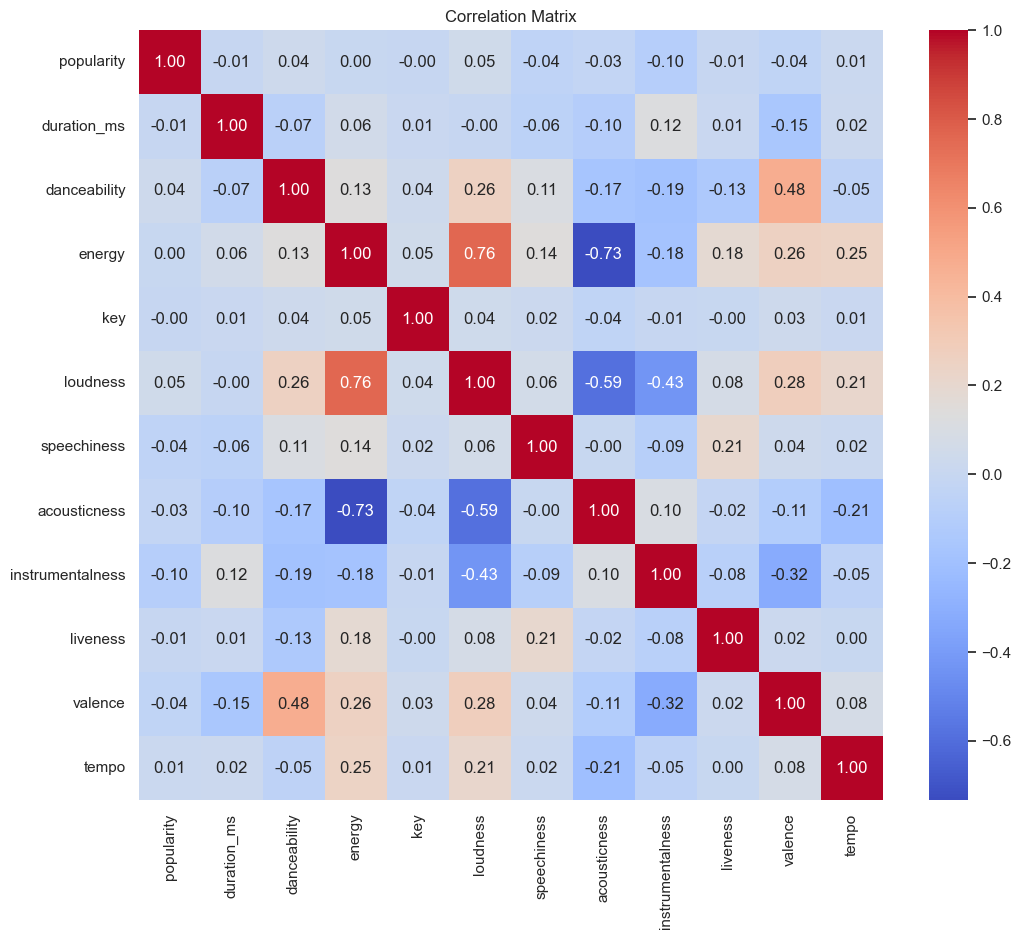 Correlation Matrix
popularity 1.00 -0.01 0.04 0.00 -0.00 0.05 -0.04 -0.03 -0.10 -0.01 -0.04 0.01
duration_ms -0.01 1.00 -0.07 0.06 0.01 -0.00 -0.06 -0.10 0.12 0.01 -0.15 0.02
danceability 0.04 -0.07 1.00 0.13 0.04 0.26 0.11 -0.17 -0.19 -0.13 0.48 -0.05
energy 0.00 0.06 0.13 1.00 0.05 0.76 0.14 -0.73 -0.18 0.18 0.26 0.25
key -0.00 0.01 0.04 0.05 1.00 0.04 0.02 -0.04 -0.01 -0.00 0.03 0.01
loudness 0.05 -0.00 0.26 0.76 0.04 1.00 0.06 -0.59 -0.43 0.08 0.28 0.21
speechiness -0.04 -0.06 0.11 0.14 0.02 0.06 1.00 -0.00 -0.09 0.21 0.04 0.02
acousticness -0.03 -0.10 -0.17 -0.73 -0.04 -0.59 -0.00 1.00 0.10 -0.02 -0.11 -0.21
instrumentalness -0.10 0.12 -0.19 -0.18 -0.01 -0.43 -0.09 0.10 1.00 -0.08 -0.32 -0.05
liveness -0.01 0.01 -0.13 0.18 -0.00 0.08 0.21 -0.02 -0.08 1.00 0.02 0.00
valence -0.04 -0.15 0.48 0.26 0.03 0.28 0.04 -0.11 -0.32 0.02 1.00 0.08
tempo 0.01 0.02 -0.05 0.25 0.01 0.21 0.02 -0.21 -0.05 0.00 0.08 1.00
popularity
duration_ms
danceability
energy
key
loudness
speechiness
acousticness
instrumentalness
liveness
valence
tempo
1.0
0.8
0.6
0.4
0.2
0.0
−0.2
−0.4
−0.6